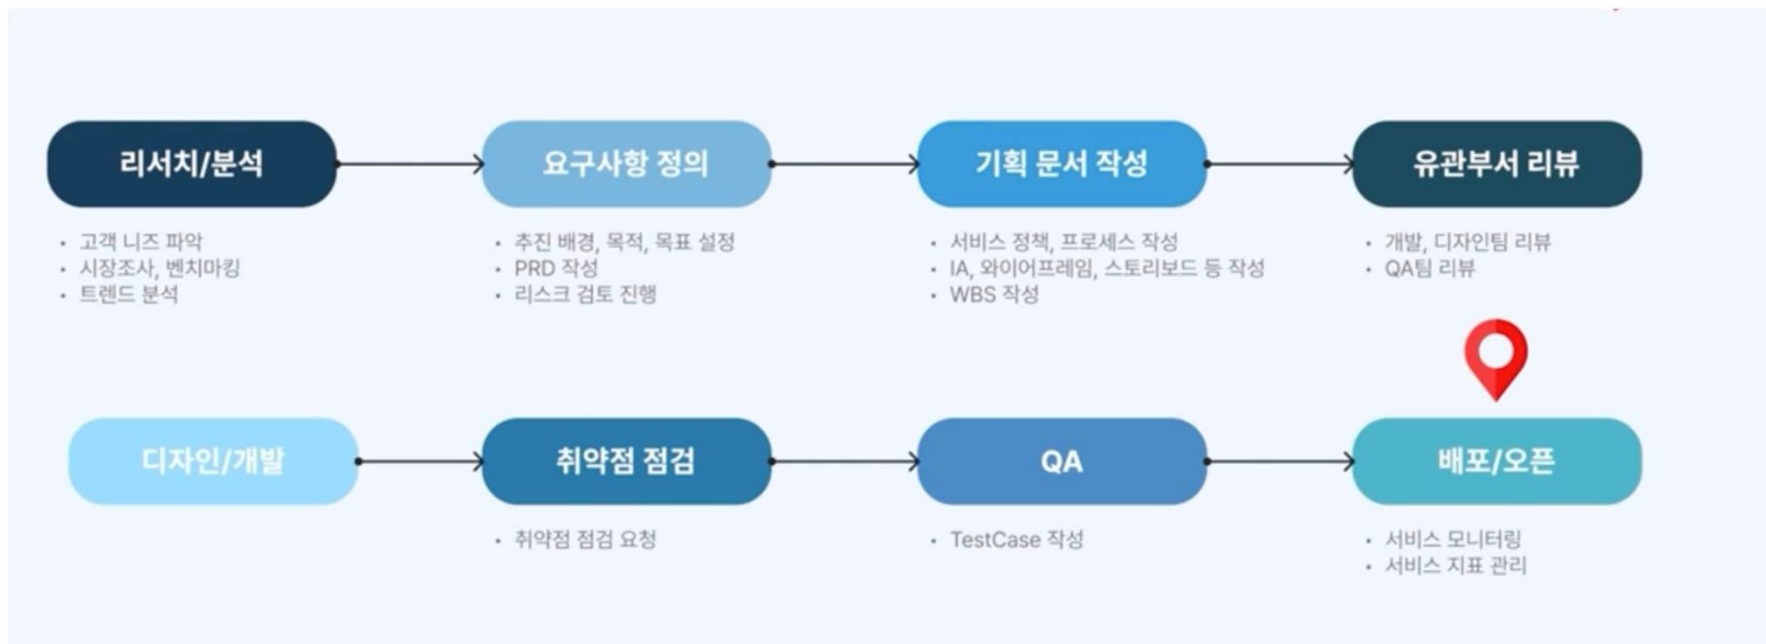 리서치/분석
요구사항 정의
기획 문서 작성
유관부서 리뷰
• 고객 니즈 파악
• 시장조사, 벤치마킹
• 트렌드 분석
• 추진 배경, 목적, 목표 설정
• PRD 작성
• 리스크 검토 진행
• 서비스 정책, 프로세스 작성
• IA, 와이어프레임, 스토리보드 등 작성
• WBS 작성
• 개발, 디자인팀 리뷰
• QA팀 리뷰
디자인/개발
취약점 점검
QA
배포/오픈
• 취약점 점검 요청
• TestCase 작성
• 서비스 모니터링
• 서비스 지표 관리